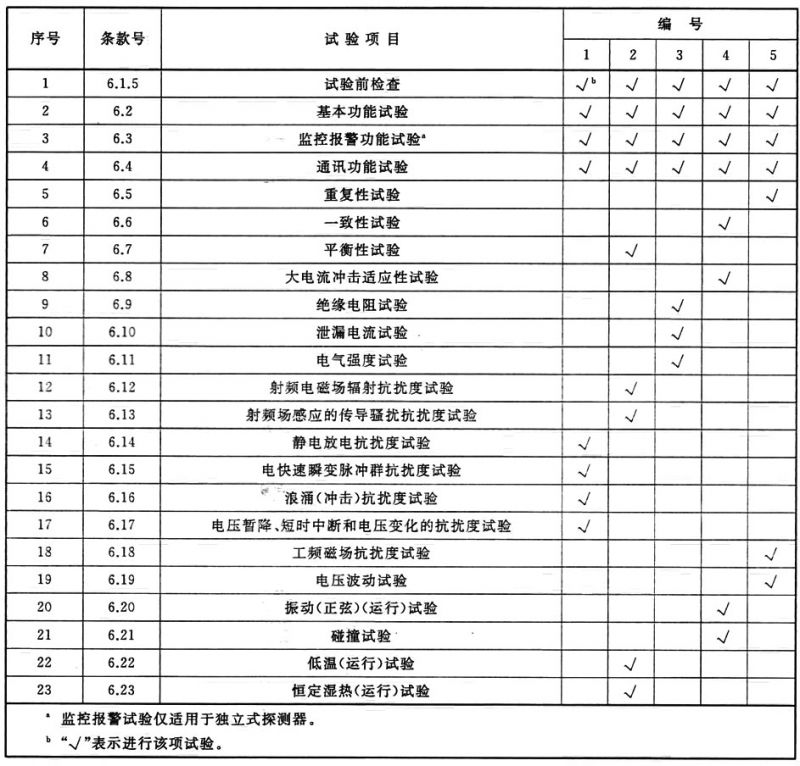 序号 条款号 试验项目 编号
1 2 3 4 5
1 6.1.5 试验前检查 √ᵇ √ √ √ √
2 6.2 基本功能试验 √ √ √ √ √
3 6.3 监控报警功能试验ᵃ √ √ √ √ √
4 6.4 通讯功能试验 √ √ √ √ √
5 6.5 重复性试验 √
6 6.6 一致性试验 √
7 6.7 平衡性试验 √
8 6.8 大电流冲击适应性试验 √
9 6.9 绝缘电阻试验 √
10 6.10 泄漏电流试验 √
11 6.11 电气强度试验 √
12 6.12 射频电磁场辐射抗扰度试验 √
13 6.13 射频场感应的传导骚扰抗扰度试验 √
14 6.14 静电放电抗扰度试验 √
15 6.15 电快速瞬变脉冲群抗扰度试验 √
16 6.16 浪涌(冲击)抗扰度试验 √
17 6.17 电压暂降、短时中断和电压变化的抗扰度试验 √
18 6.18 工频磁场抗扰度试验 √
19 6.19 电压波动试验 √
20 6.20 振动(正弦)(运行)试验 √
21 6.21 碰撞试验 √
22 6.22 低温(运行)试验 √
23 6.23 恒定湿热(运行)试验 √
ᵃ 监控报警试验仅适用于独立式探测器。
ᵇ “√”表示进行该项试验。